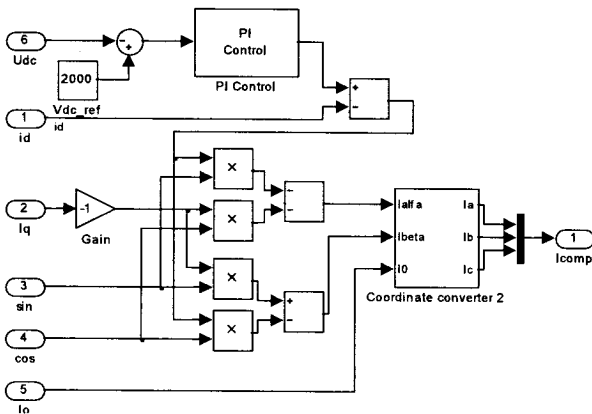 6
Udc
−
+
PI
Control
PI Control
2000
Vdc_ref
1
id
id
+
−
2
Iq
-1
Gain
×
×
−
−
3
sin
×
+
−
4
cos
×
5
Io
Ialfa
Ibeta
I0
Ia
Ib
Ic
Coordinate converter 2
1
Icomp